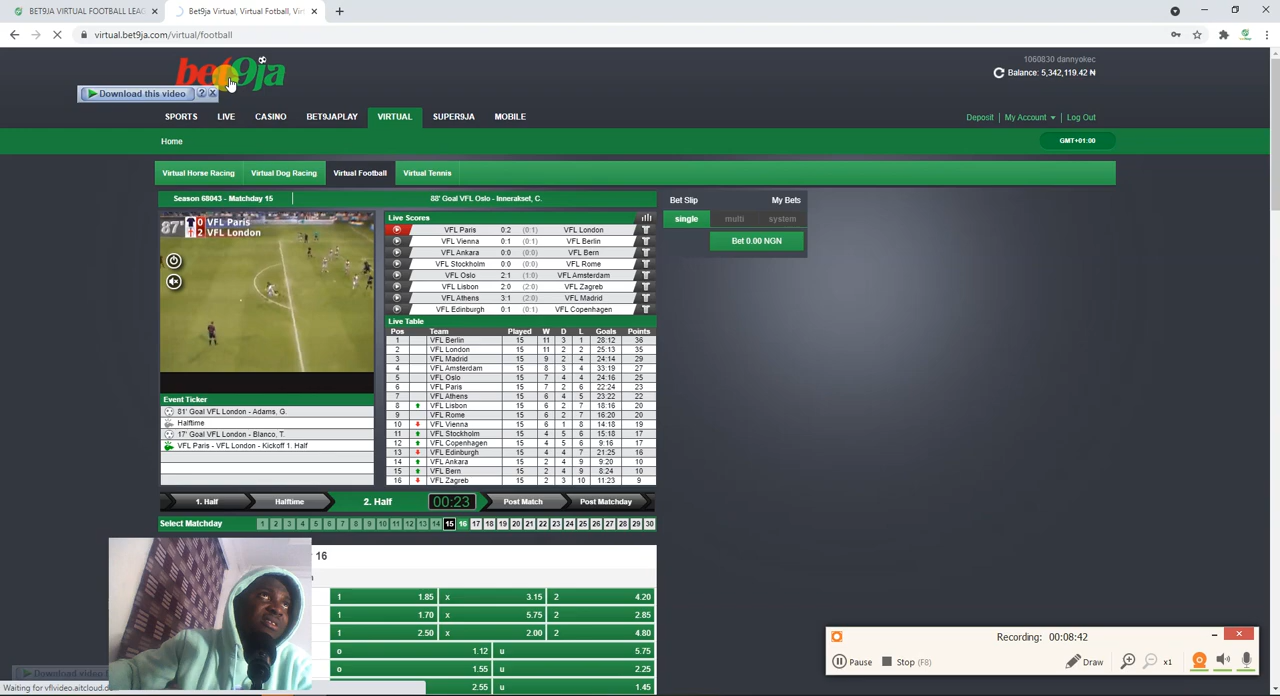 BET9JA VIRTUAL FOOTBALL LEAG
Bet9ja Virtual, Virtual Fotball, Vir
virtual.bet9ja.com/virtual/football
bet9ja
Download this video
?
1060830 dannyokec
Balance: 5,342,119.42 ₦
SPORTS LIVE CASINO BET9JAPLAY VIRTUAL SUPER9JA MOBILE
Deposit | My Account | Log Out
Home
GMT+01:00
Virtual Horse Racing Virtual Dog Racing Virtual Football Virtual Tennis
Season 68043 - Matchday 15
88' Goal VFL Oslo - Innerakset, C.
Bet Slip My Bets
single multi system
Bet 0.00 NGN
87' 0 VFL Paris
2 VFL London
Live Scores
VFL Paris 0:2 (0:1) VFL London
VFL Vienna 0:1 (0:1) VFL Berlin
VFL Ankara 0:0 (0:0) VFL Bern
VFL Stockholm 0:0 (0:0) VFL Rome
VFL Oslo 2:1 (1:0) VFL Amsterdam
VFL Lisbon 2:0 (2:0) VFL Zagreb
VFL Athens 3:1 (2:0) VFL Madrid
VFL Edinburgh 0:1 (0:1) VFL Copenhagen
Live Table
Pos Team Played W D L Goals Points
1 VFL Berlin 15 11 3 1 28:12 36
2 VFL London 15 11 2 2 25:13 35
3 VFL Madrid 15 9 2 4 24:14 29
4 VFL Amsterdam 15 8 3 4 33:19 27
5 VFL Oslo 15 7 4 4 24:16 25
6 VFL Paris 15 7 2 6 22:24 23
7 VFL Athens 15 6 4 5 23:22 22
8 VFL Lisbon 15 6 2 7 18:16 20
9 VFL Rome 15 6 2 7 16:20 20
10 VFL Vienna 15 6 1 8 14:18 19
11 VFL Stockholm 15 4 5 6 15:18 17
12 VFL Copenhagen 15 4 5 6 9:16 17
13 VFL Edinburgh 15 4 4 7 21:25 16
14 VFL Ankara 15 2 4 9 9:20 10
15 VFL Bern 15 2 4 9 8:24 10
16 VFL Zagreb 15 2 3 10 11:23 9
Event Ticker
81' Goal VFL London - Adams, G.
Halftime
17' Goal VFL London - Blanco, T.
VFL Paris - VFL London - Kickoff 1. Half
1. Half Halftime 2. Half 00:23 Post Match Post Matchday
Select Matchday 1 2 3 4 5 6 7 8 9 10 11 12 13 14 15 16 17 18 19 20 21 22 23 24 25 26 27 28 29 30
16
1 1.85 x 3.15 2 4.20
1 1.70 x 5.75 2 2.85
1 2.50 x 2.00 2 4.80
o 1.12 u 5.75
o 1.55 u 2.25
2.55 u 1.45
Recording: 00:08:42
Pause Stop (F8) Draw x1
Download this video
Waiting for vflvideo.aitcloud.de